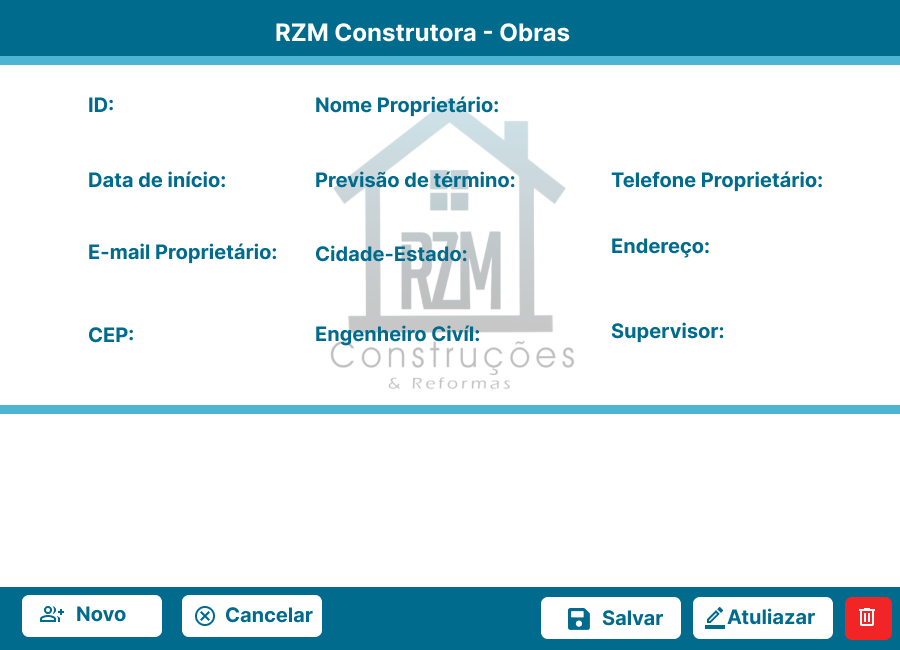 RZM Construtora - Obras
ID:
Nome Proprietário:
Data de início:
Previsão de término:
Telefone Proprietário:
E-mail Proprietário:
Cidade-Estado:
Endereço:
RZM
CEP:
Engenheiro Civíl:
Supervisor:
Construções
& Reformas
Novo
Cancelar
Salvar
Atuliazar